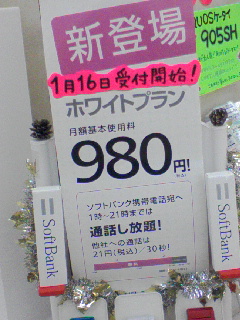 新登場
1月16日受付開始!
ホワイトプラン
月額基本使用料
980円!
ソフトバンク携帯電話宛へ
1時~21時までは
通話し放題!
他社への通話は
21円(税込)/30秒!
SoftBank
SoftBank
905SH